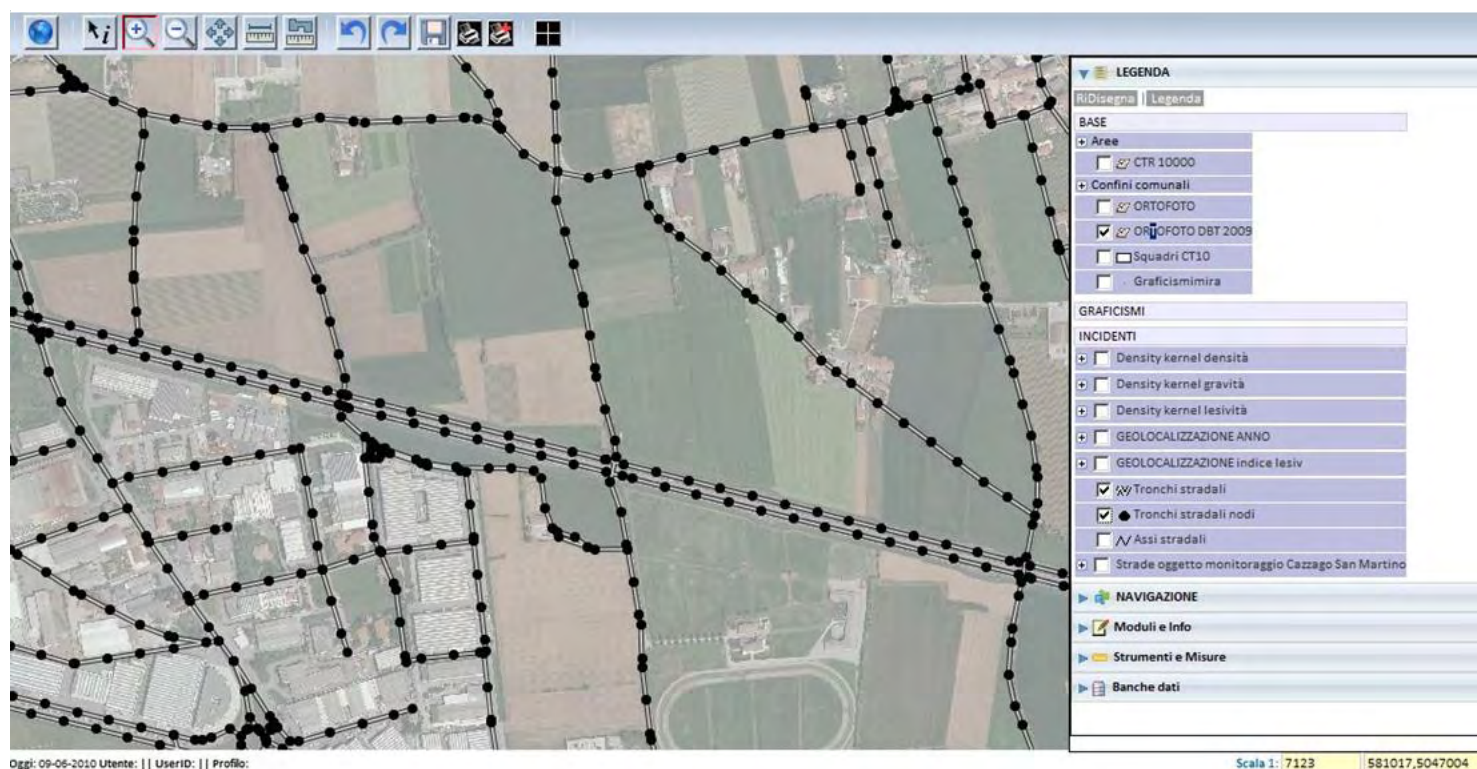 LEGENDA
RiDisegna | Legenda
BASE
Aree
CTR 10000
Confini comunali
ORTOFOTO
ORTOFOTO DBT 2009
Squadri CT10
Graficismimira
GRAFICISMI
INCIDENTI
Density kernel densità
Density kernel gravità
Density kernel lesività
GEOLOCALIZZAZIONE ANNO
GEOLOCALIZZAZIONE indice lesiv
Tronchi stradali
Tronchi stradali nodi
Assi stradali
Strade oggetto monitoraggio Cazzago San Martino
NAVIGAZIONE
Moduli e Info
Strumenti e Misure
Banche dati
Oggi: 09-06-2010 Utente: || UserID: || Profilo:
Scala 1: 7123 581017,5047004